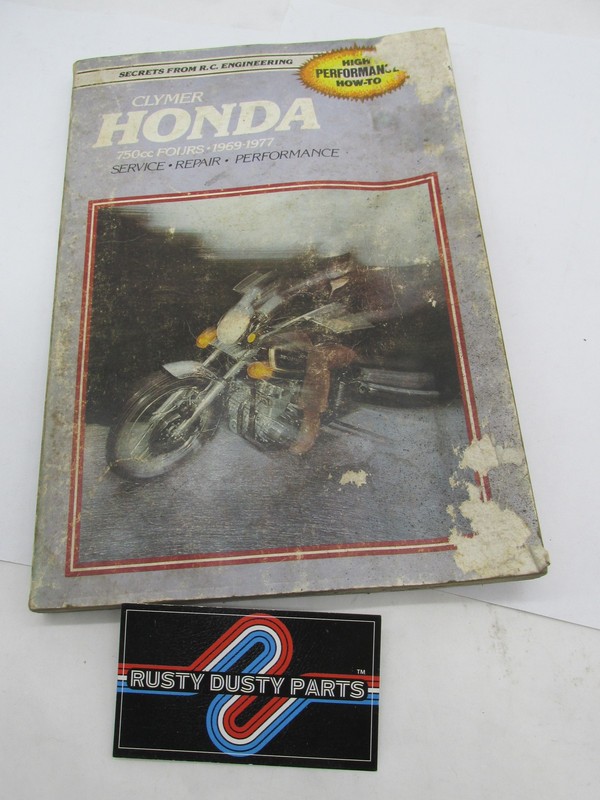 SECRETS FROM R.C. ENGINEERING
HIGH
PERFORMANCE
HOW-TO
CLYMER
HONDA
750cc FOURS • 1969-1977
SERVICE • REPAIR • PERFORMANCE
RUSTY DUSTY PARTS
TM